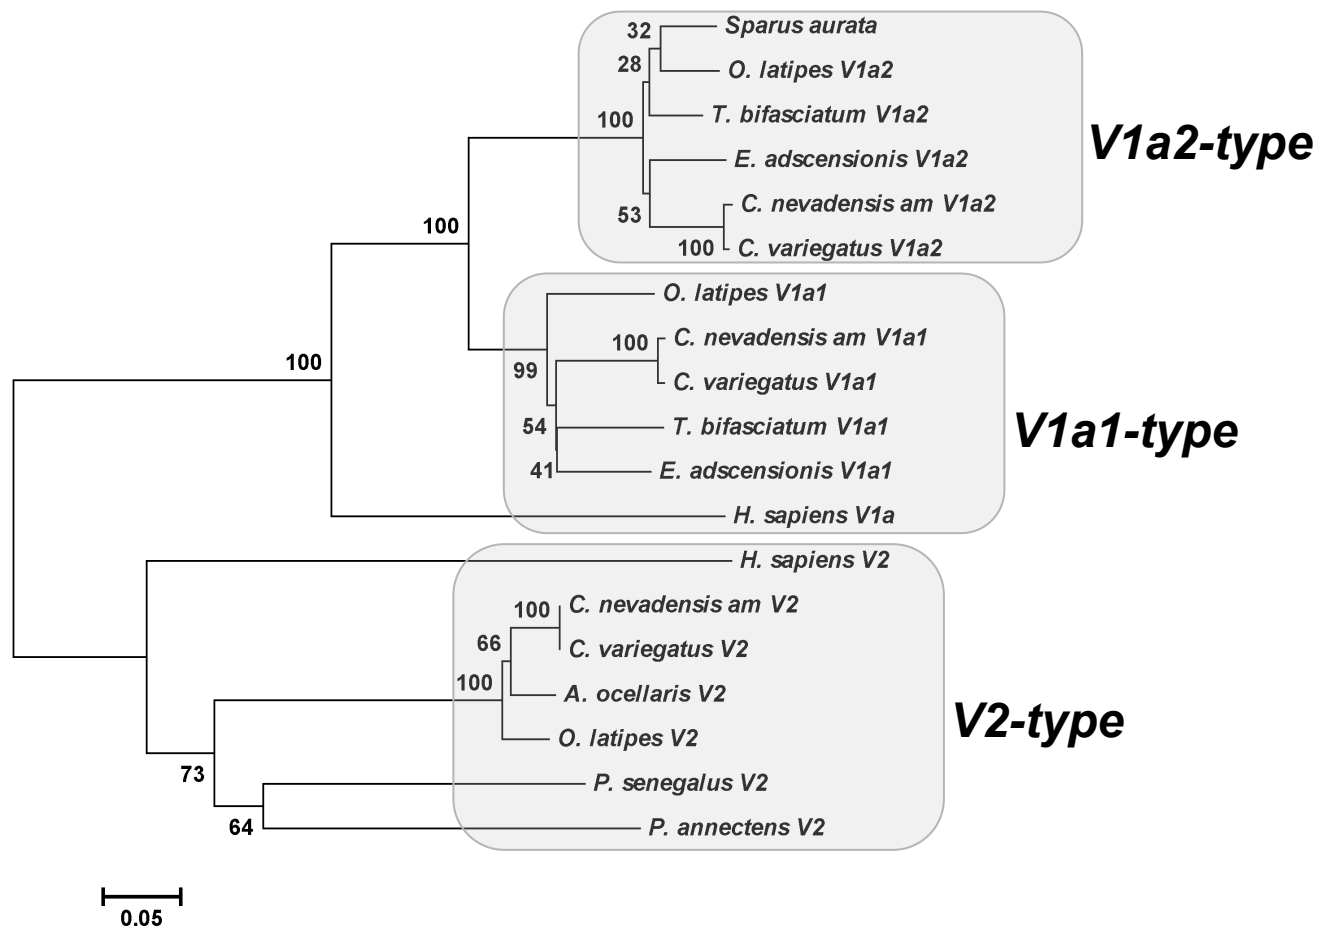 32
Sparus aurata
28
O. latipes V1a2
100
T. bifasciatum V1a2
V1a2-type
E. adscensionis V1a2
53
C. nevadensis am V1a2
100
C. variegatus V1a2
100
O. latipes V1a1
100
C. nevadensis am V1a1
100
99
C. variegatus V1a1
54
T. bifasciatum V1a1
V1a1-type
41
E. adscensionis V1a1
H. sapiens V1a
H. sapiens V2
100
C. nevadensis am V2
66
C. variegatus V2
100
A. ocellaris V2
V2-type
O. latipes V2
73
P. senegalus V2
64
P. annectens V2
0.05